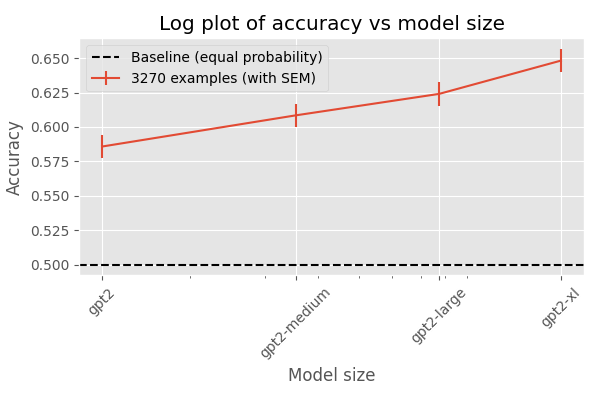 Log plot of accuracy vs model size
Baseline (equal probability)
3270 examples (with SEM)
Accuracy
0.650
0.625
0.600
0.575
0.550
0.525
0.500
gpt2
gpt2-medium
gpt2-large
gpt2-xl
Model size